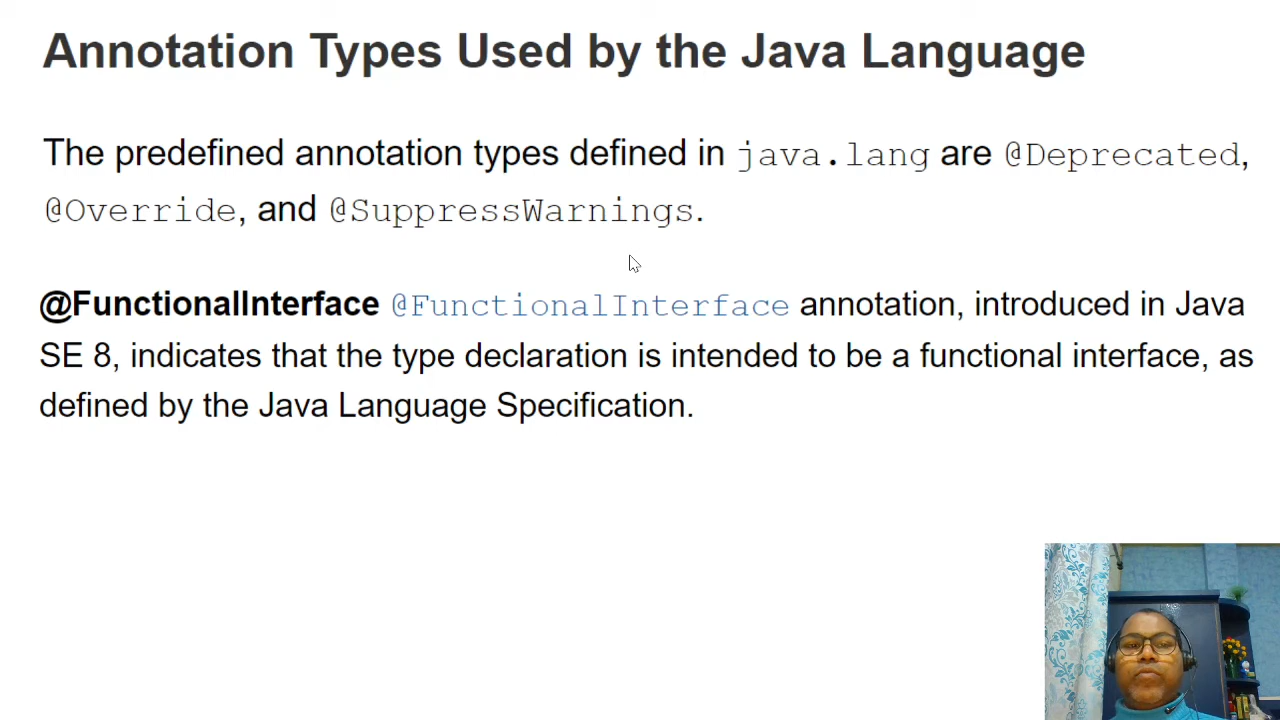 Annotation Types Used by the Java Language
The predefined annotation types defined in java.lang are @Deprecated,
@Override, and @SuppressWarnings.
@FunctionalInterface @FunctionalInterface annotation, introduced in Java
SE 8, indicates that the type declaration is intended to be a functional interface, as
defined by the Java Language Specification.